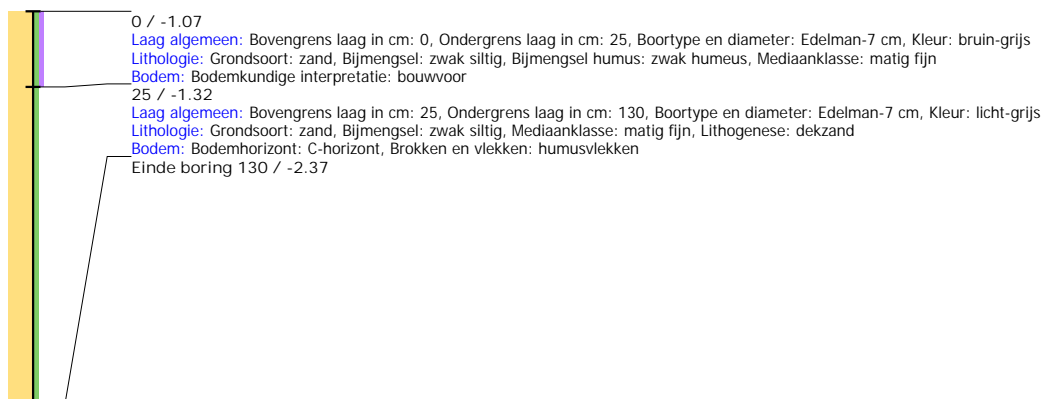 0 / -1.07
Laag algemeen: Bovengrens laag in cm: 0, Ondergrens laag in cm: 25, Boortype en diameter: Edelman-7 cm, Kleur: bruin-grijs
Lithologie: Grondsoort: zand, Bijmengsel: zwak siltig, Bijmengsel humus: zwak humeus, Mediaanklasse: matig fijn
Bodem: Bodemkundige interpretatie: bouwvoor
25 / -1.32
Laag algemeen: Bovengrens laag in cm: 25, Ondergrens laag in cm: 130, Boortype en diameter: Edelman-7 cm, Kleur: licht-grijs
Lithologie: Grondsoort: zand, Bijmengsel: zwak siltig, Mediaanklasse: matig fijn, Lithogenese: dekzand
Bodem: Bodemhorizont: C-horizont, Brokken en vlekken: humusvlekken
Einde boring 130 / -2.37